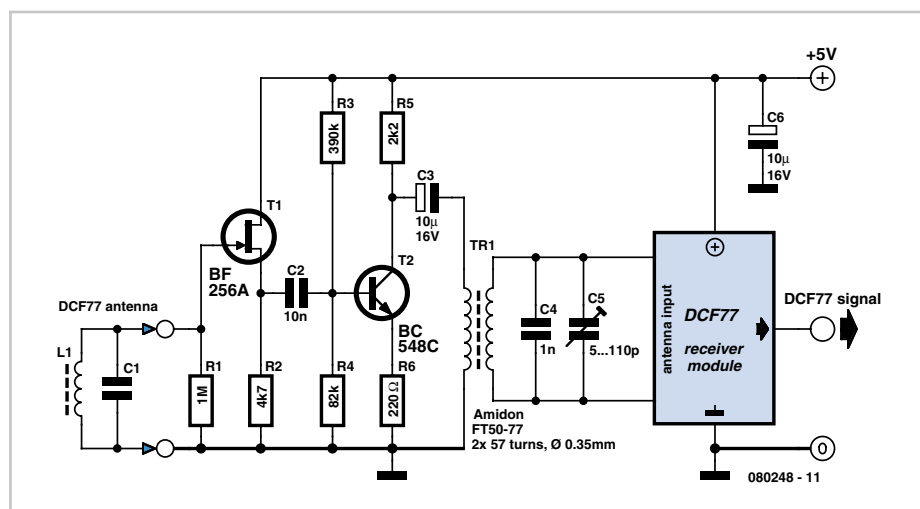 +5V
R3
390k
R5
2k2
C6
10μ
16V
C3
10μ
16V
T1
BF
256A
C2
10n
T2
BC
548C
TR1
DCF77 antenna
L1
C1
R1
1M
R2
4k7
R4
82k
R6
220Ω
C4
1n
C5
5...110p
antenna input
DCF77
receiver
module
DCF77 signal
Amidon
FT50-77
2x 57 turns, Ø 0.35mm
0
080248 - 11